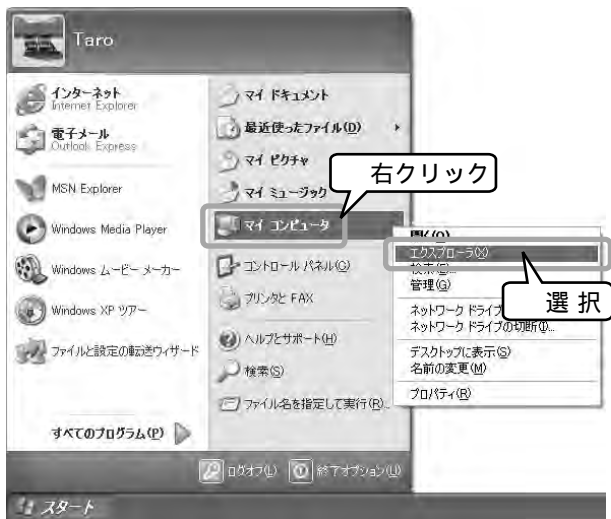 Taro
インターネット
Internet Explorer
電子メール
Outlook Express
MSN Explorer
Windows Media Player
Windows ムービー メーカー
Windows XP ツアー
ファイルと設定の転送ウィザード
すべてのプログラム(P)
マイ ドキュメント
最近使ったファイル(D)
マイ ピクチャ
マイ ミュージック
マイ コンピュータ
コントロール パネル(C)
プリンタと FAX
ヘルプとサポート(H)
検索(S)
ファイル名を指定して実行(R)...
右クリック
開く(O)
エクスプローラ(X)
検索(E)...
管理(G)
選択
ネットワーク ドライブ
ネットワーク ドライブの切断(I)...
デスクトップに表示(S)
名前の変更(M)
プロパティ(R)
ログオフ(L)
終了オプション(U)
スタート